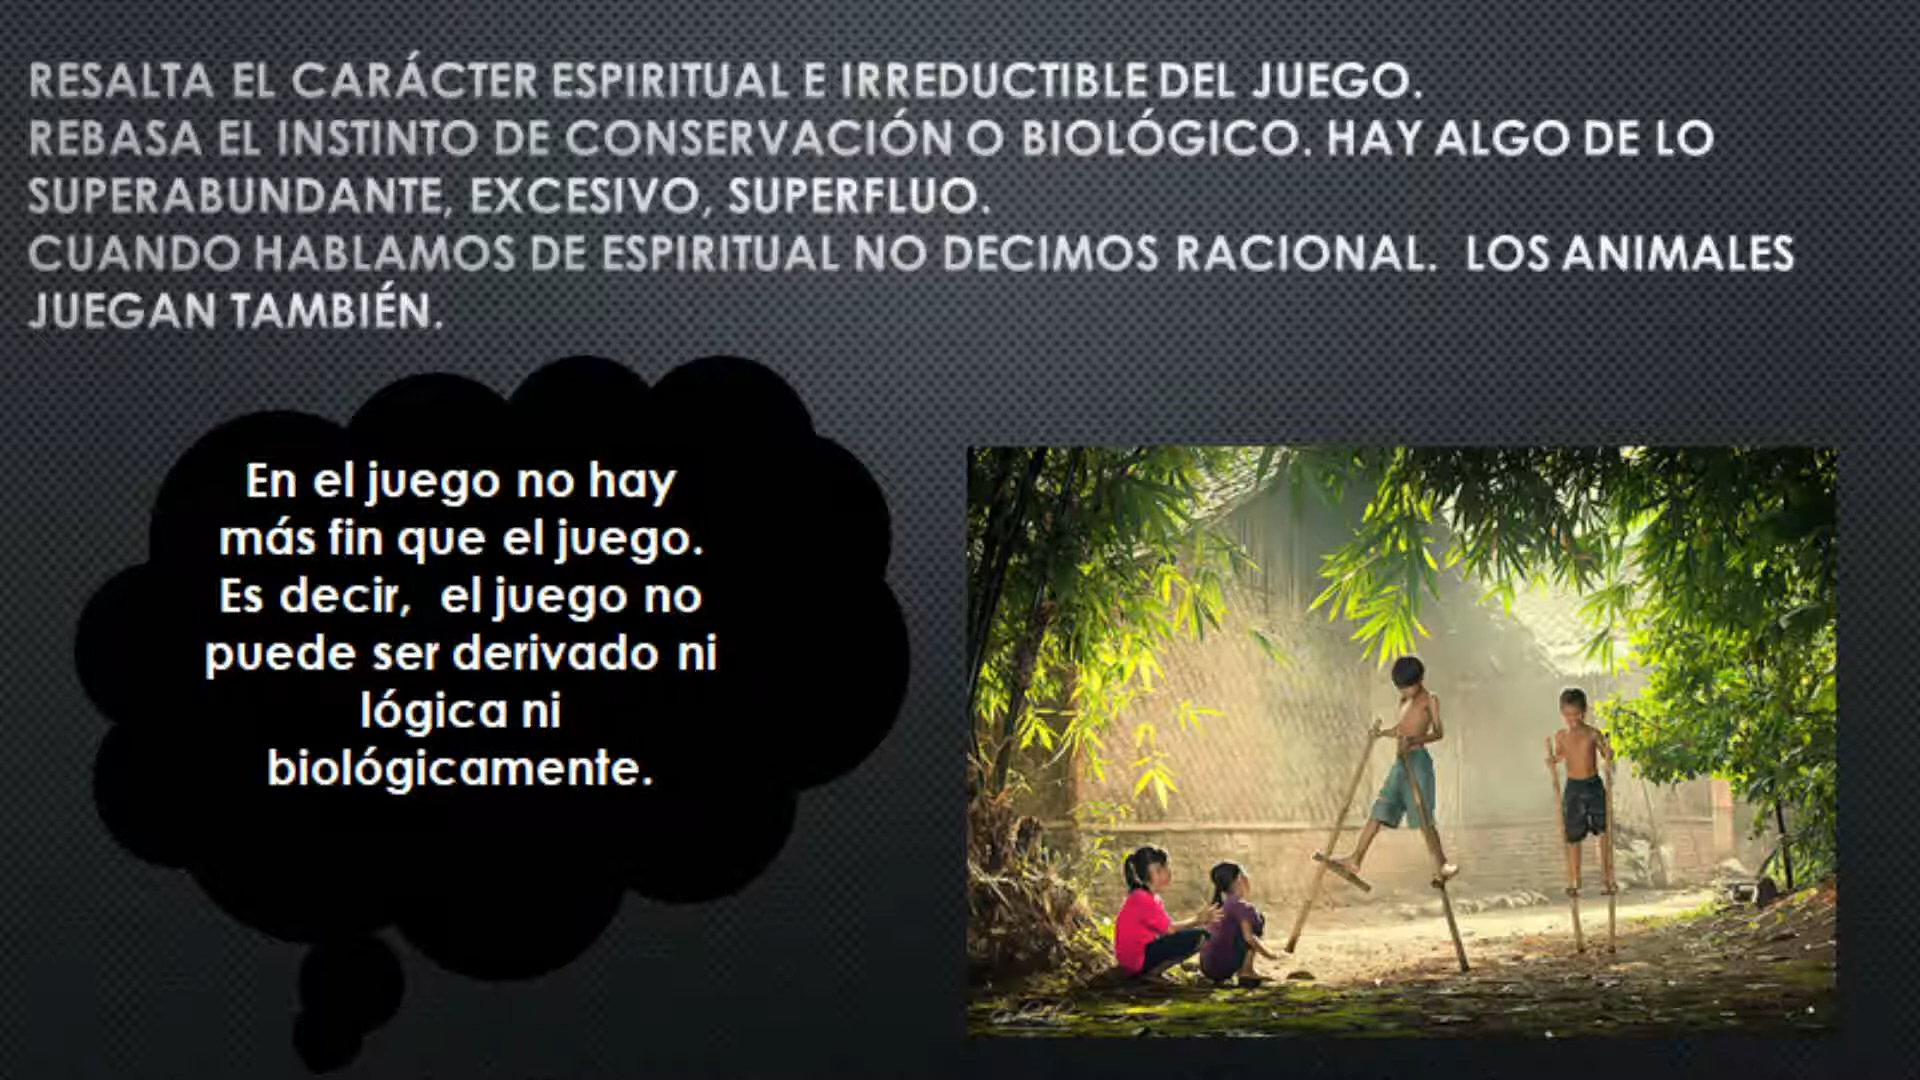 RESALTA EL CARÁCTER ESPIRITUAL E IRREDUCTIBLE DEL JUEGO.
REBASA EL INSTINTO DE CONSERVACIÓN O BIOLÓGICO. HAY ALGO DE LO
SUPERABUNDANTE, EXCESIVO, SUPERFLUO.
CUANDO HABLAMOS DE ESPIRITUAL NO DECIMOS RACIONAL. LOS ANIMALES
JUEGAN TAMBIÉN.
En el juego no hay
más fin que el juego.
Es decir, el juego no
puede ser derivado ni
lógica ni
biológicamente.